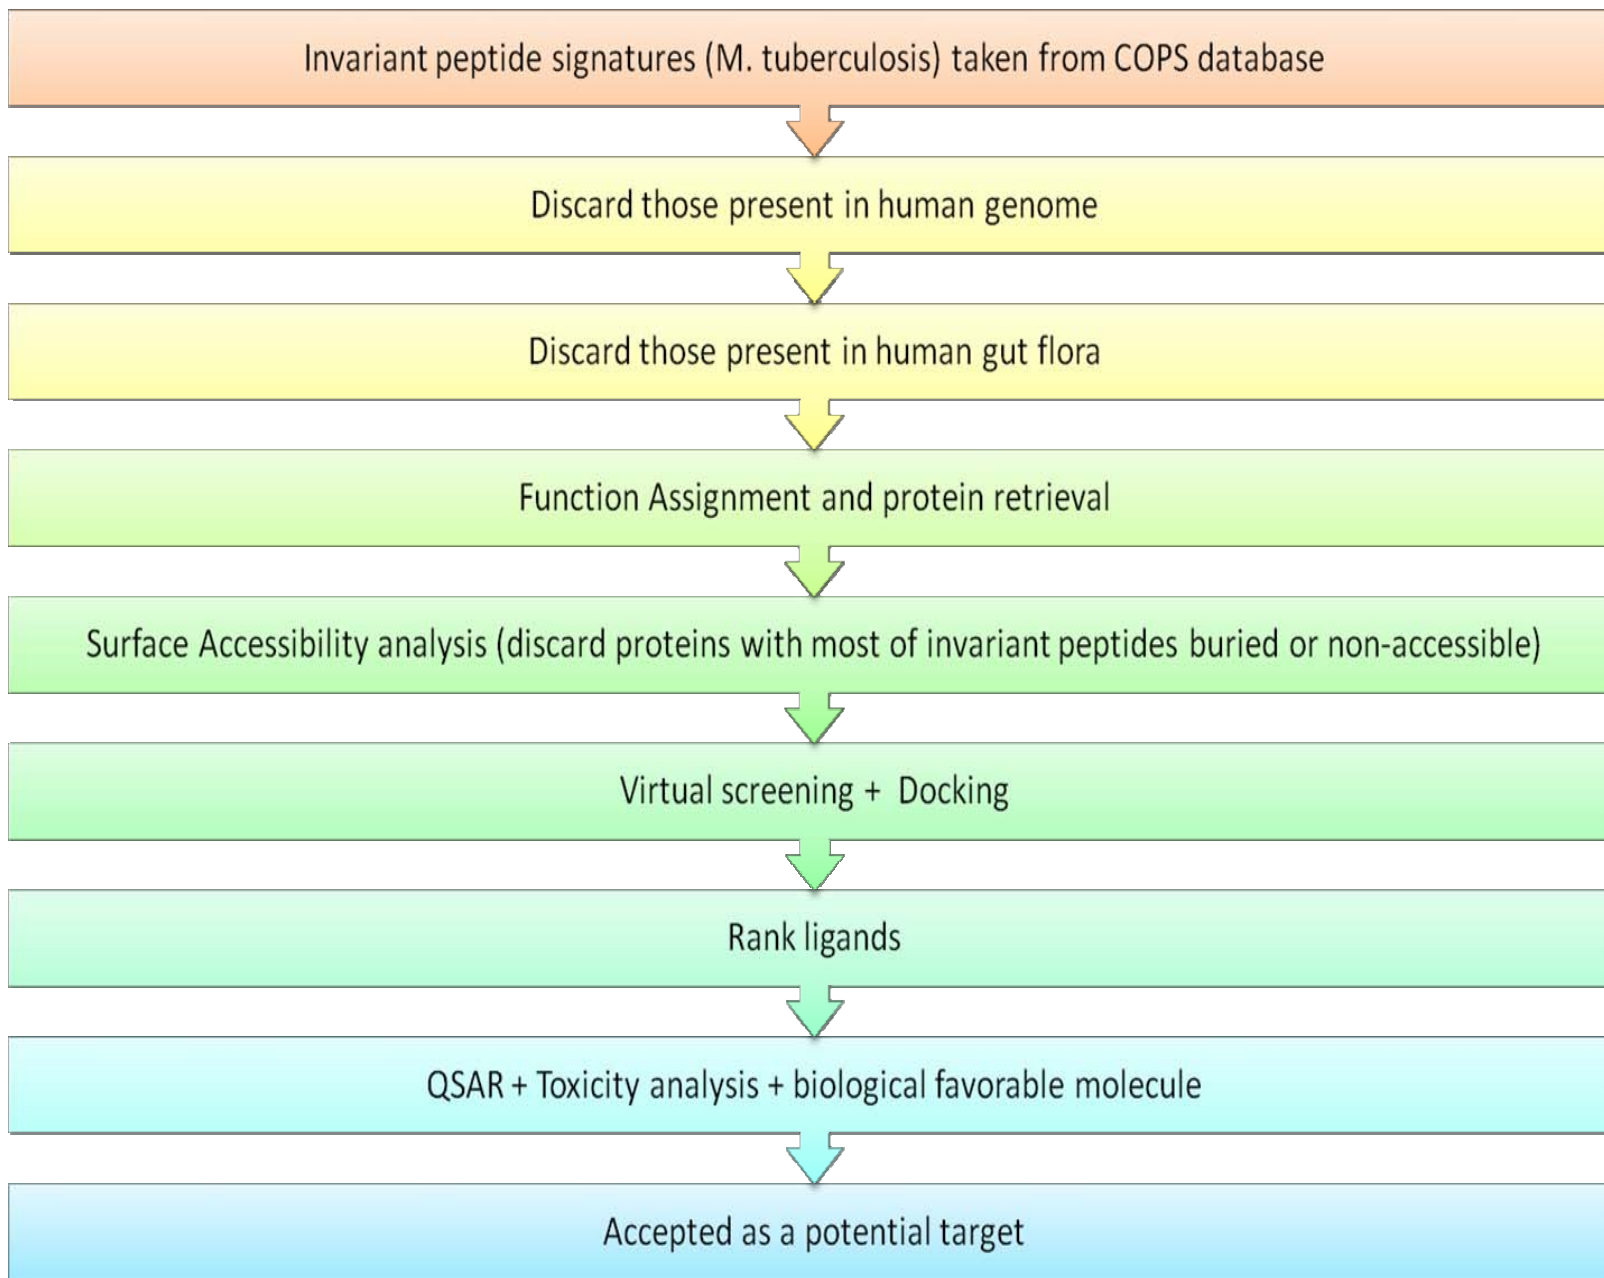 Invariant peptide signatures (M. tuberculosis) taken from COPS database
Discard those present in human genome
Discard those present in human gut flora
Function Assignment and protein retrieval
Surface Accessibility analysis (discard proteins with most of invariant peptides buried or non-accessible)
Virtual screening + Docking
Rank ligands
QSAR + Toxicity analysis + biological favorable molecule
Accepted as a potential target